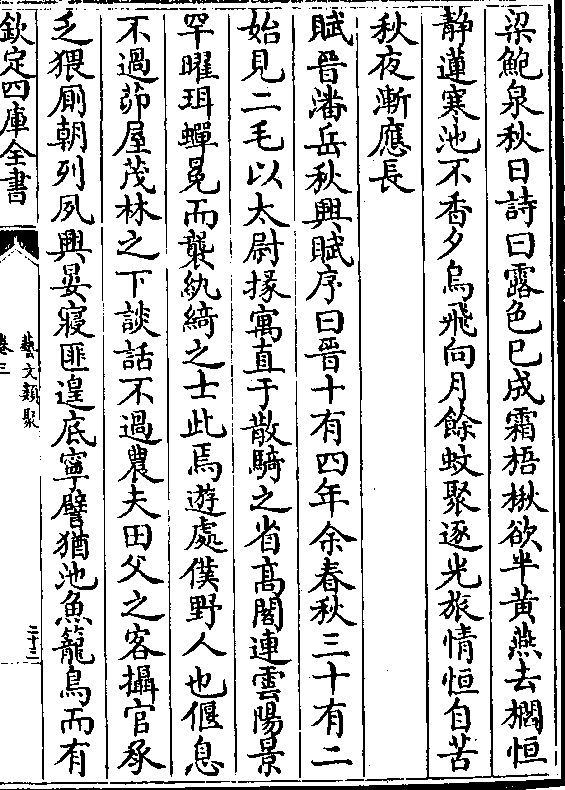 梁鮑泉秋日詩曰露色已成霜梧楸欲半黄燕去櫩恒
静蓮寒池不香夕烏飛向月餘蚊聚逐光旅情恒自苦
秋夜漸應長
賦晉潘岳秋興賦序曰晉十有四年余春秋三十有二
始見二毛以太尉掾寓直于散騎之省髙閣連雲陽景
罕曜珥蟬冕而襲紈綺之士此焉遊處僕野人也偃息
不過茆屋茂林之下談話不過農夫田父之客攝官承
乏猥厠朝列夙興晏寢匪遑底寧譬猶池魚籠鳥而有
欽定四庫全書
藝文類聚
卷三
二十三